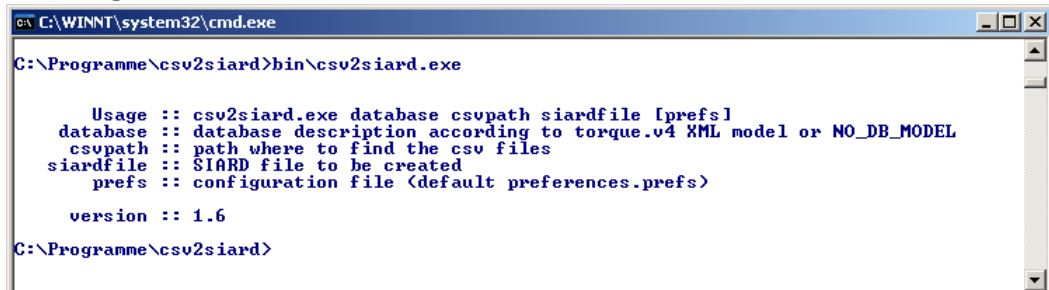 C:\WINNT\system32\cmd.exe
C:\Programme\csv2siard>bin\csv2siard.exe
Usage :: csv2siard.exe database csvpath siardfile [prefs]
database :: database description according to torque.v4 XML model or NO_DB_MODEL
csvpath :: path where to find the csv files
siardfile :: SIARD file to be created
prefs :: configuration file (default preferences.prefs)
version :: 1.6
C:\Programme\csv2siard>